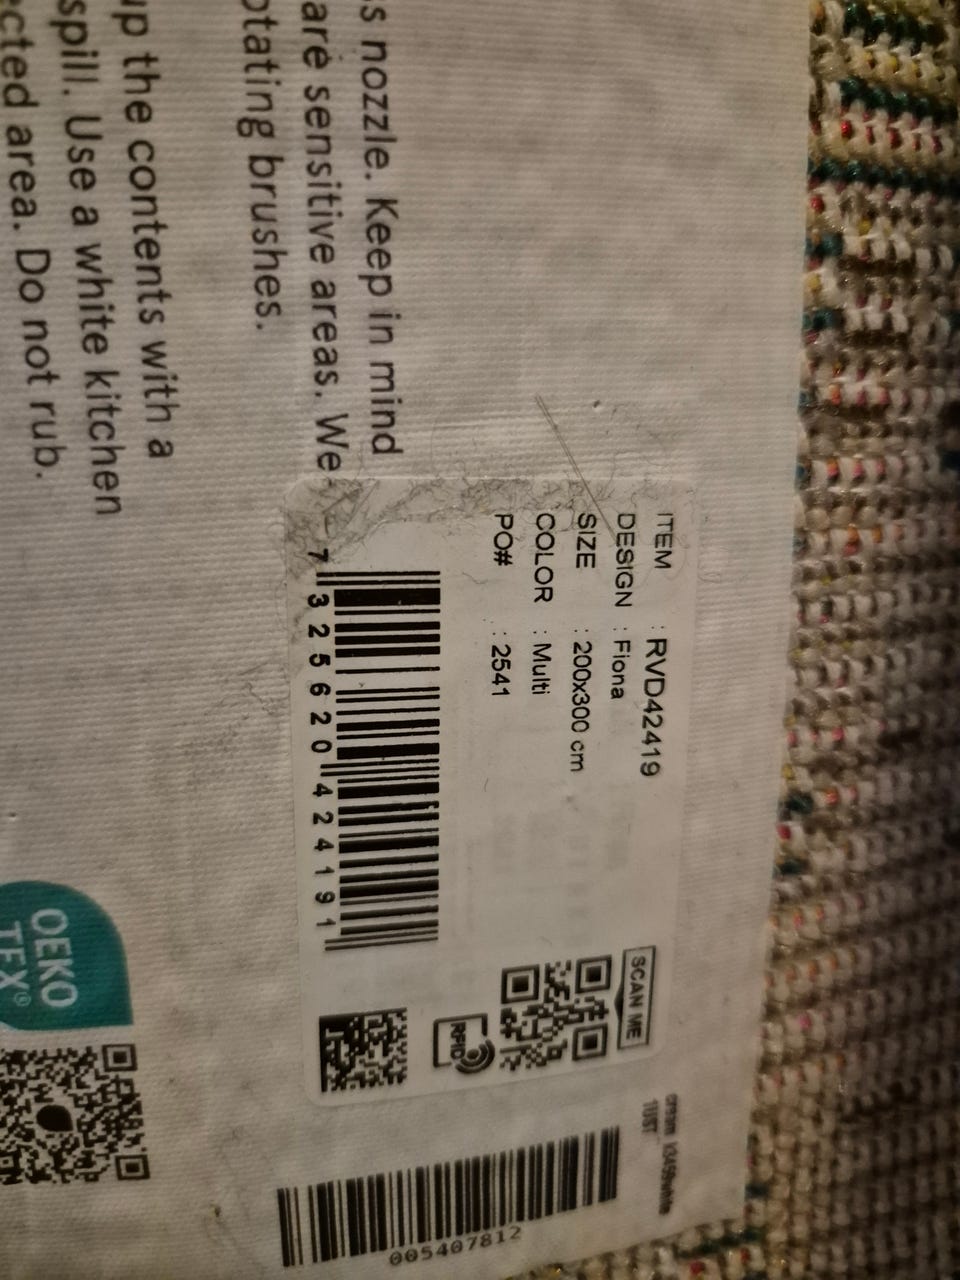 s nozzle. Keep in mind
are sensitive areas. We
otating brushes.
up the contents with a
spill. Use a white kitchen
cted area. Do not rub.
ITEM : RVD42419
DESIGN : Fiona
SIZE : 200x300 cm
COLOR : Multi
PO# : 2541
7 325620 424191
SCAN ME
RFID
OEKO
TEX®
005407812